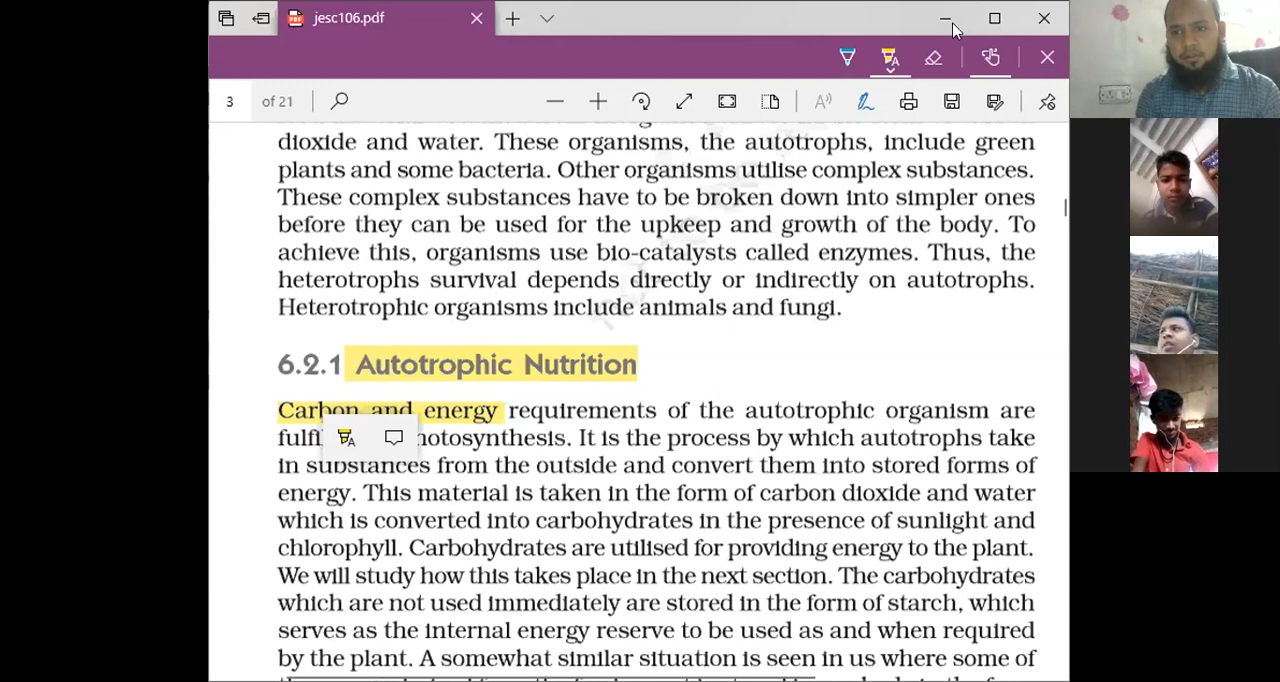 jesc106.pdf
3 of 21
dioxide and water. These organisms, the autotrophs, include green
plants and some bacteria. Other organisms utilise complex substances.
These complex substances have to be broken down into simpler ones
before they can be used for the upkeep and growth of the body. To
achieve this, organisms use bio-catalysts called enzymes. Thus, the
heterotrophs survival depends directly or indirectly on autotrophs.
Heterotrophic organisms include animals and fungi.
6.2.1 Autotrophic Nutrition
Carbon and energy requirements of the autotrophic organism are
It is the process by which autotrophs take
in substances from the outside and convert them into stored forms of
energy. This material is taken in the form of carbon dioxide and water
which is converted into carbohydrates in the presence of sunlight and
chlorophyll. Carbohydrates are utilised for providing energy to the plant.
We will study how this takes place in the next section. The carbohydrates
which are not used immediately are stored in the form of starch, which
serves as the internal energy reserve to be used as and when required
by the plant. A somewhat similar situation is seen in us where some of